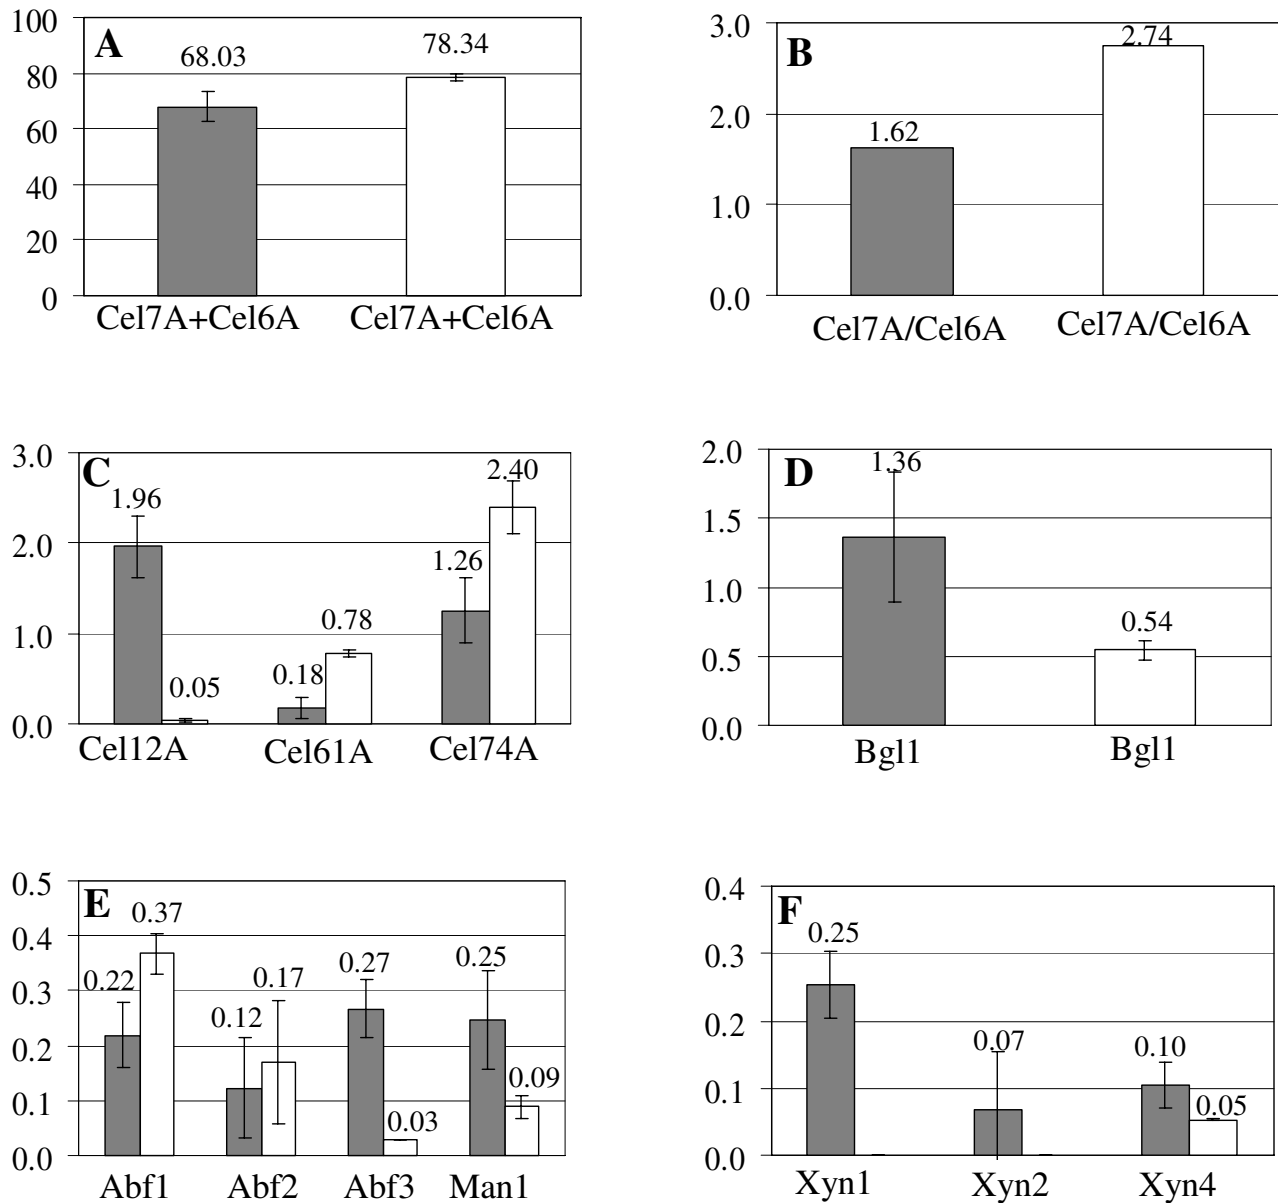 A
100
80
60
40
20
0
68.03
78.34
Cel7A+Cel6A
Cel7A+Cel6A
B
3.0
2.0
1.0
0.0
1.62
2.74
Cel7A/Cel6A
Cel7A/Cel6A
C
3.0
2.0
1.0
0.0
1.96
0.05
0.18
0.78
1.26
2.40
Cel12A
Cel61A
Cel74A
D
2.0
1.5
1.0
0.5
0.0
1.36
0.54
Bgl1
Bgl1
E
0.5
0.4
0.3
0.2
0.1
0.0
0.22
0.37
0.12
0.17
0.27
0.03
0.25
0.09
Abf1
Abf2
Abf3
Man1
F
0.4
0.3
0.2
0.1
0.0
0.25
0.07
0.10
0.05
Xyn1
Xyn2
Xyn4